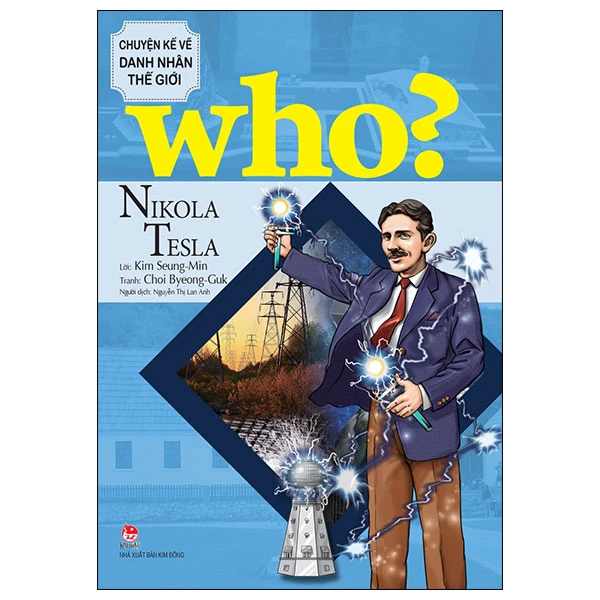 CHUYỆN KỂ VỀ
DANH NHÂN
THẾ GIỚI
who?
NIKOLA
TESLA
Lời: Kim Seung-Min
Tranh: Choi Byeong-Guk
Người dịch: Nguyễn Thị Lan Anh
NHÀ XUẤT BẢN KIM ĐỒNG